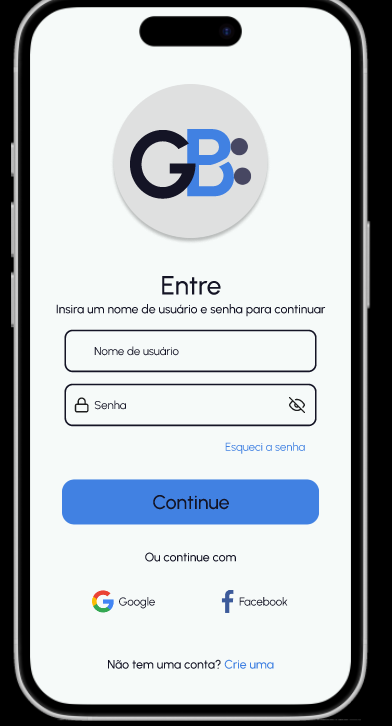 GB:
Entre
Insira um nome de usuário e senha para continuar
Nome de usuário
Senha
Esqueci a senha
Continue
Ou continue com
Google
Facebook
Não tem uma conta? Crie uma